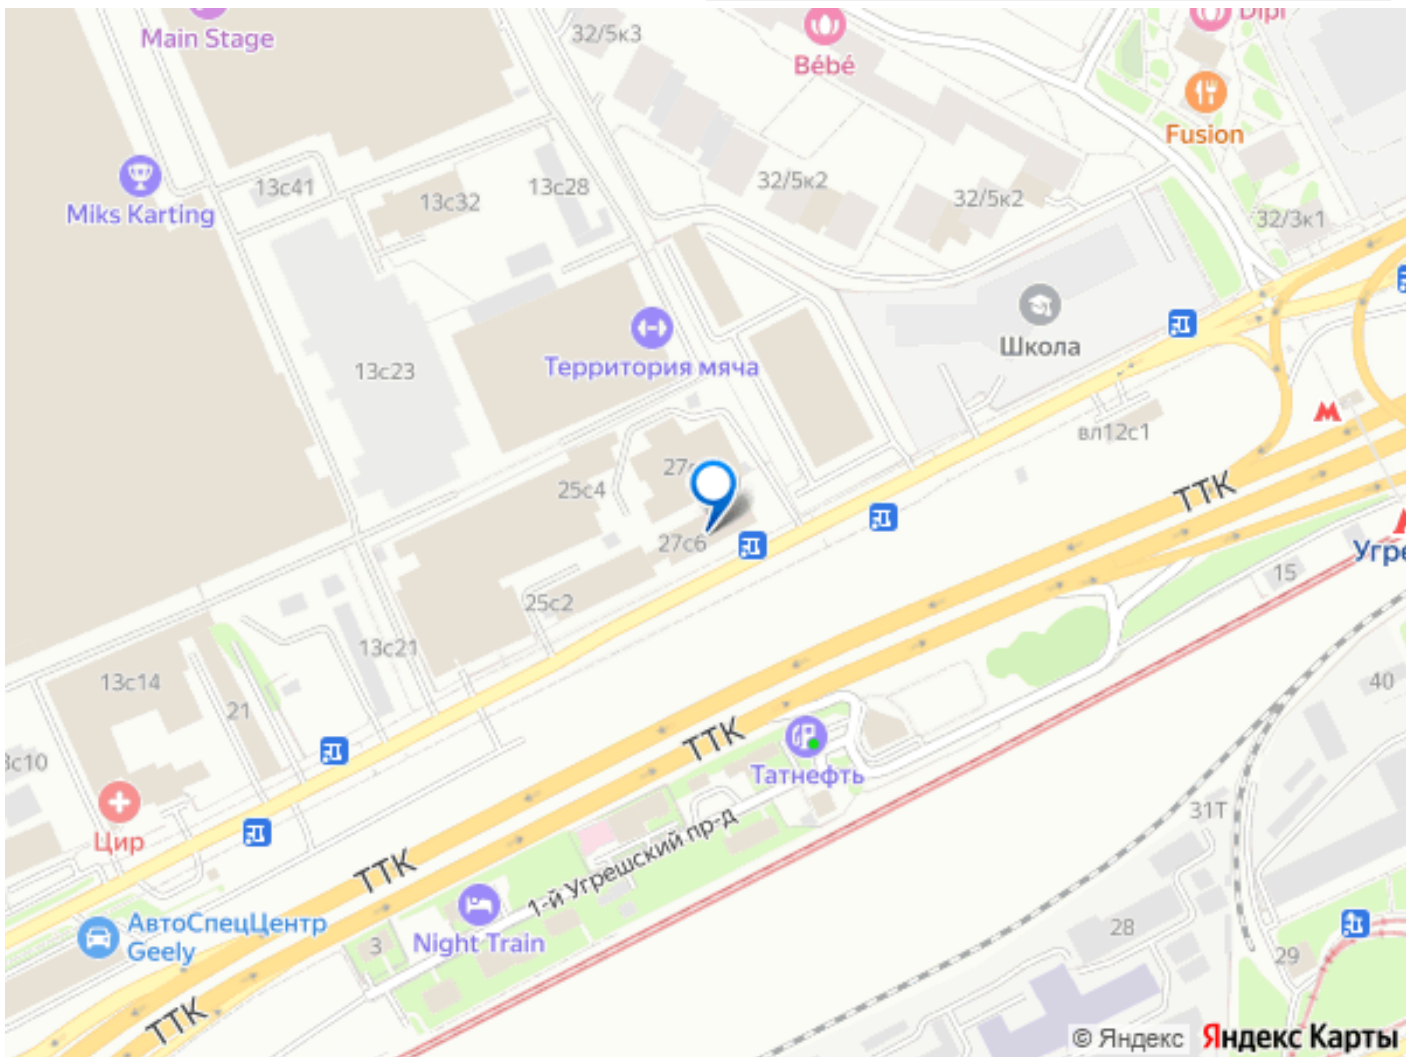 Main Stage
32/5к3
Bébé
Dipi
Fusion
Miks Karting
13с41
13с32
13с28
32/5к2
32/5к2
32/3к1
Школа
Территория мяча
13с23
вл12с1
М
ТТК
25с4
27с6
25с2
15
13с21
13с14
21
40
ТТК
Татнефть
31Т
Цир
1-й Угрешский пр-д
ТТК
АвтоСпецЦентр
Geely
Night Train
3
28
29
ТТК
© Яндекс Яндекс Карты